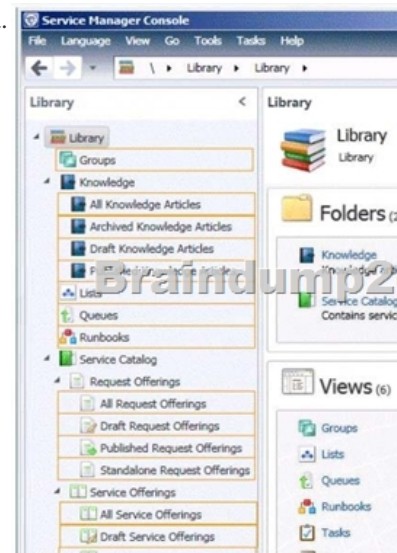 ..
Service Manager Console
File Language View Go Tools Tasks Help
\ Library Library
Library <
Library
Groups
Knowledge
All Knowledge Articles
Archived Knowledge Articles
Draft Knowledge Articles
Lists
Queues
Runbooks
Service Catalog
Request Offerings
All Request Offerings
Draft Request Offerings
Published Request Offerings
Standalone Request Offerings
Service Offerings
All Service Offerings
Draft Service Offerings
Library
Library
Library
Folders
Knowledge
Service Catalog
Contains servic
Braindump2
Views (6)
Groups
Lists
Queues
Runbooks
Tasks